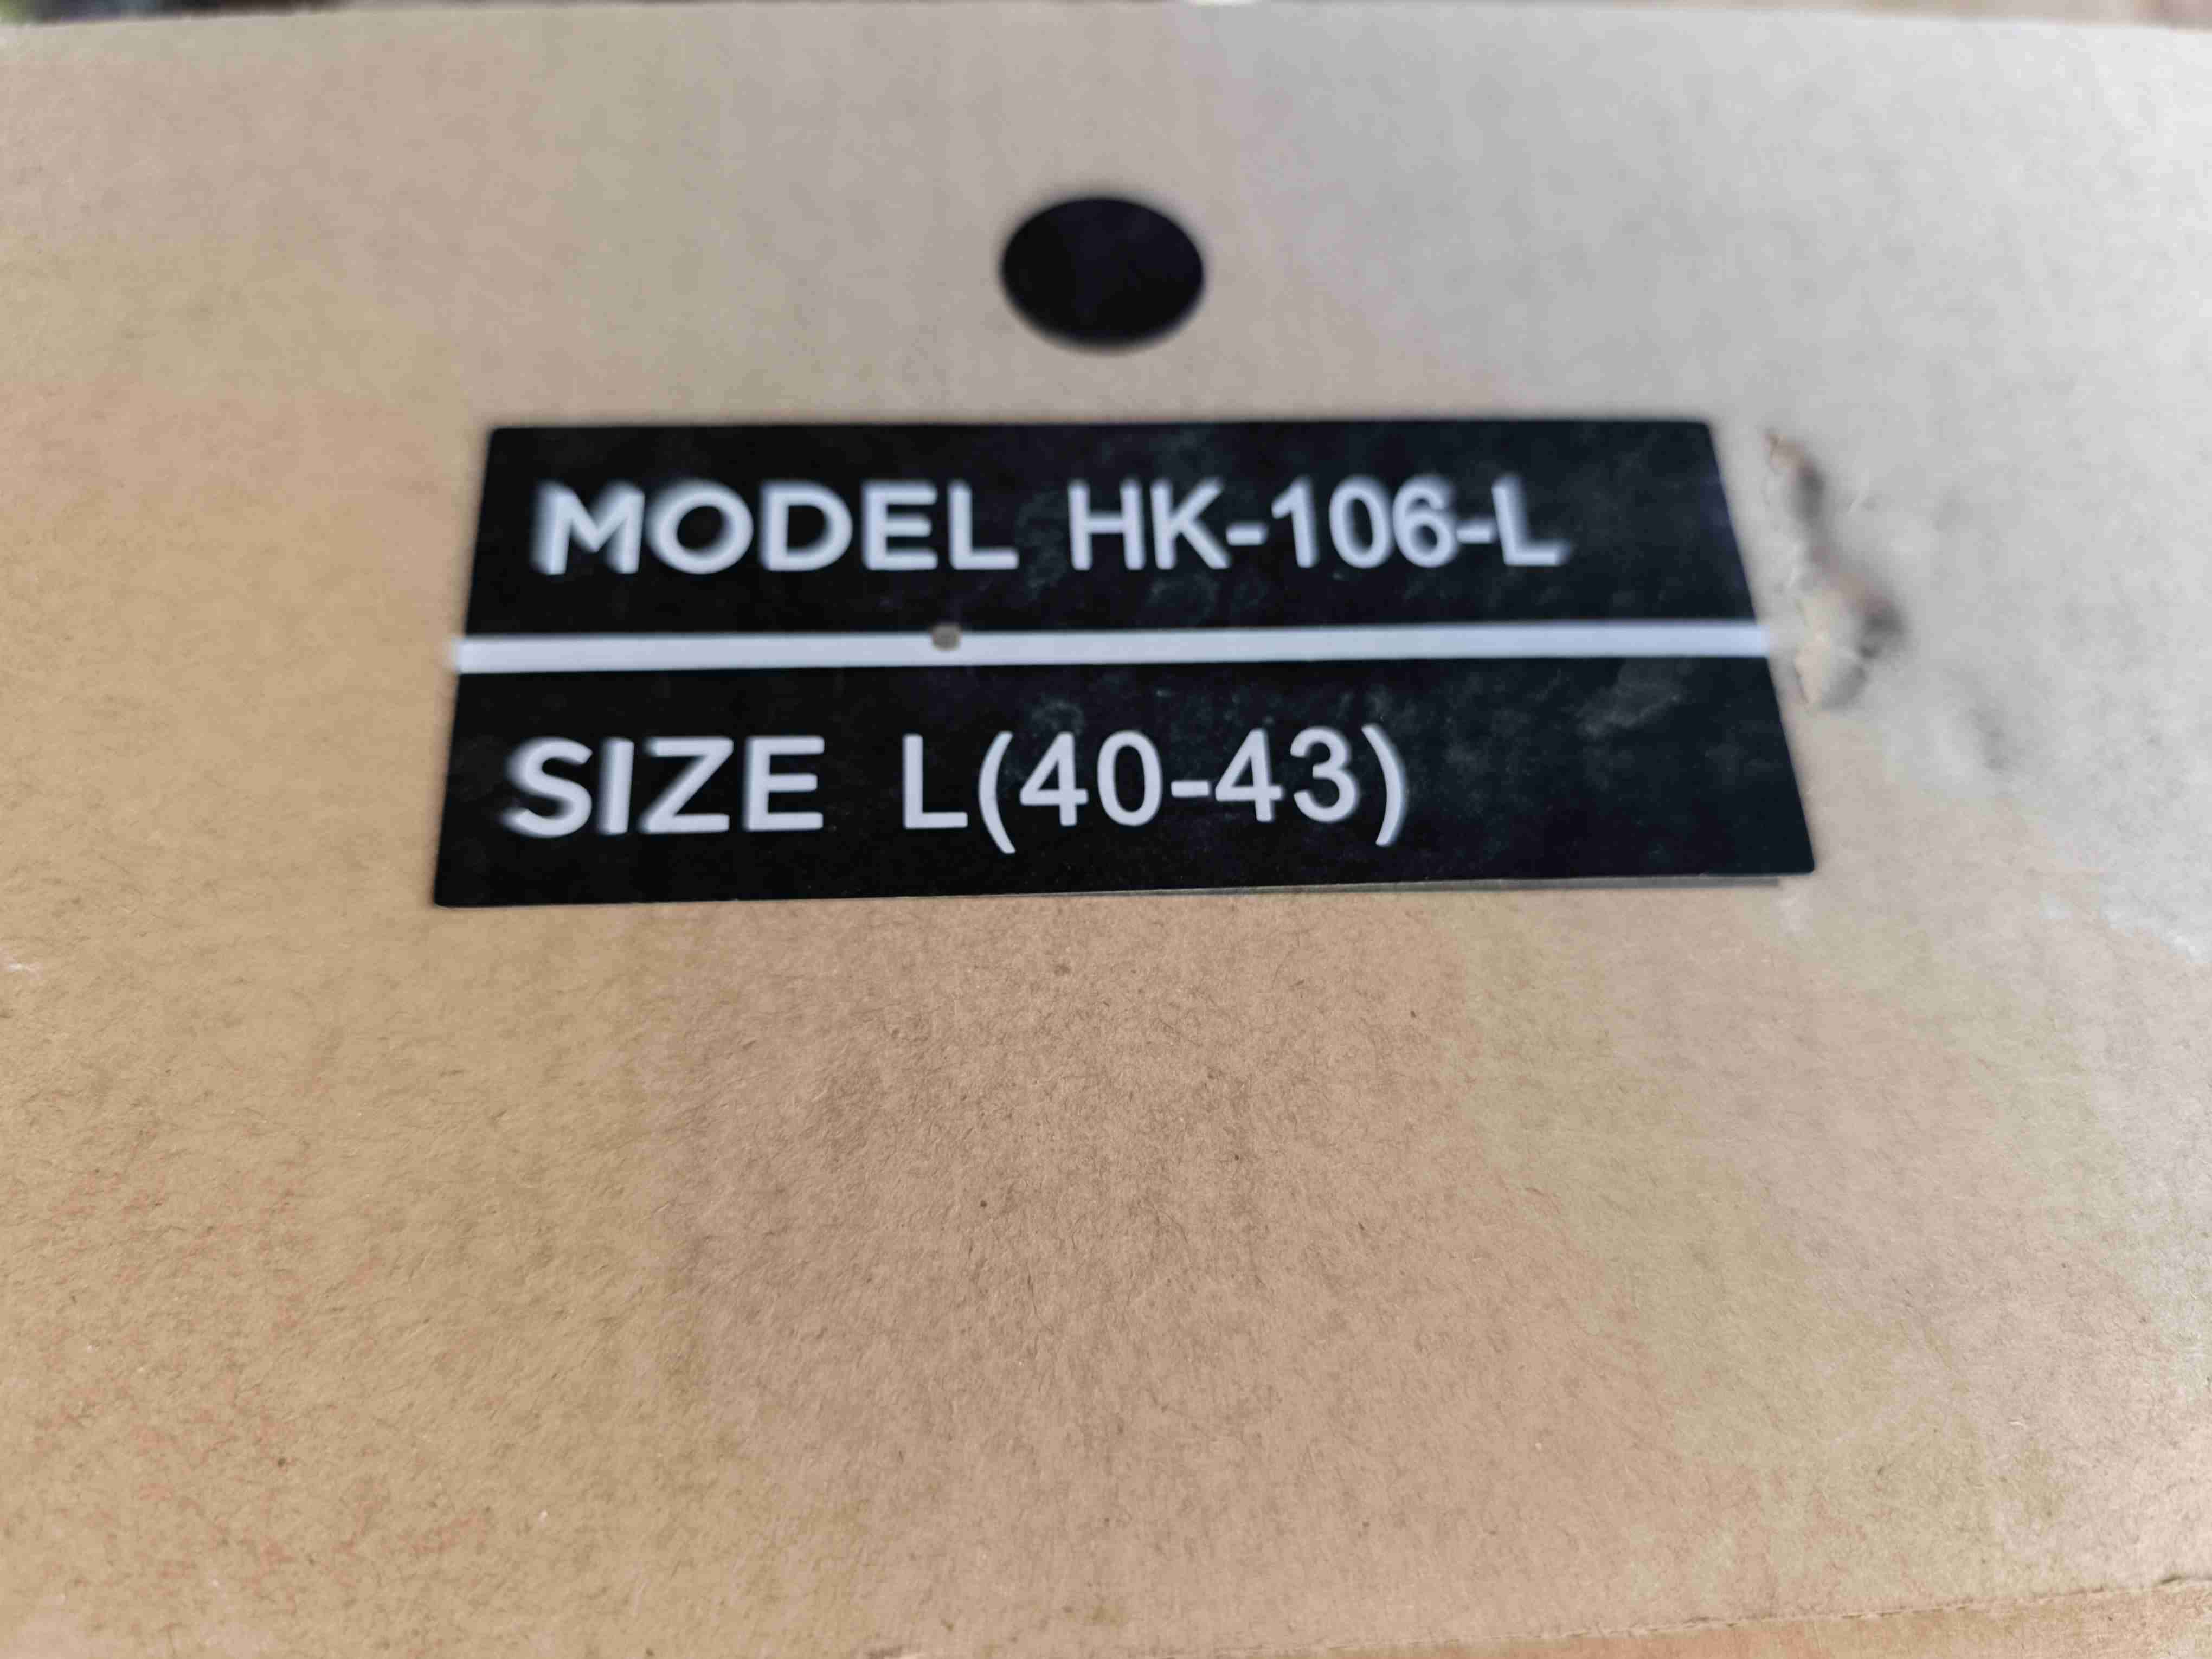 MODEL HK-106-L
SIZE L(40-43)